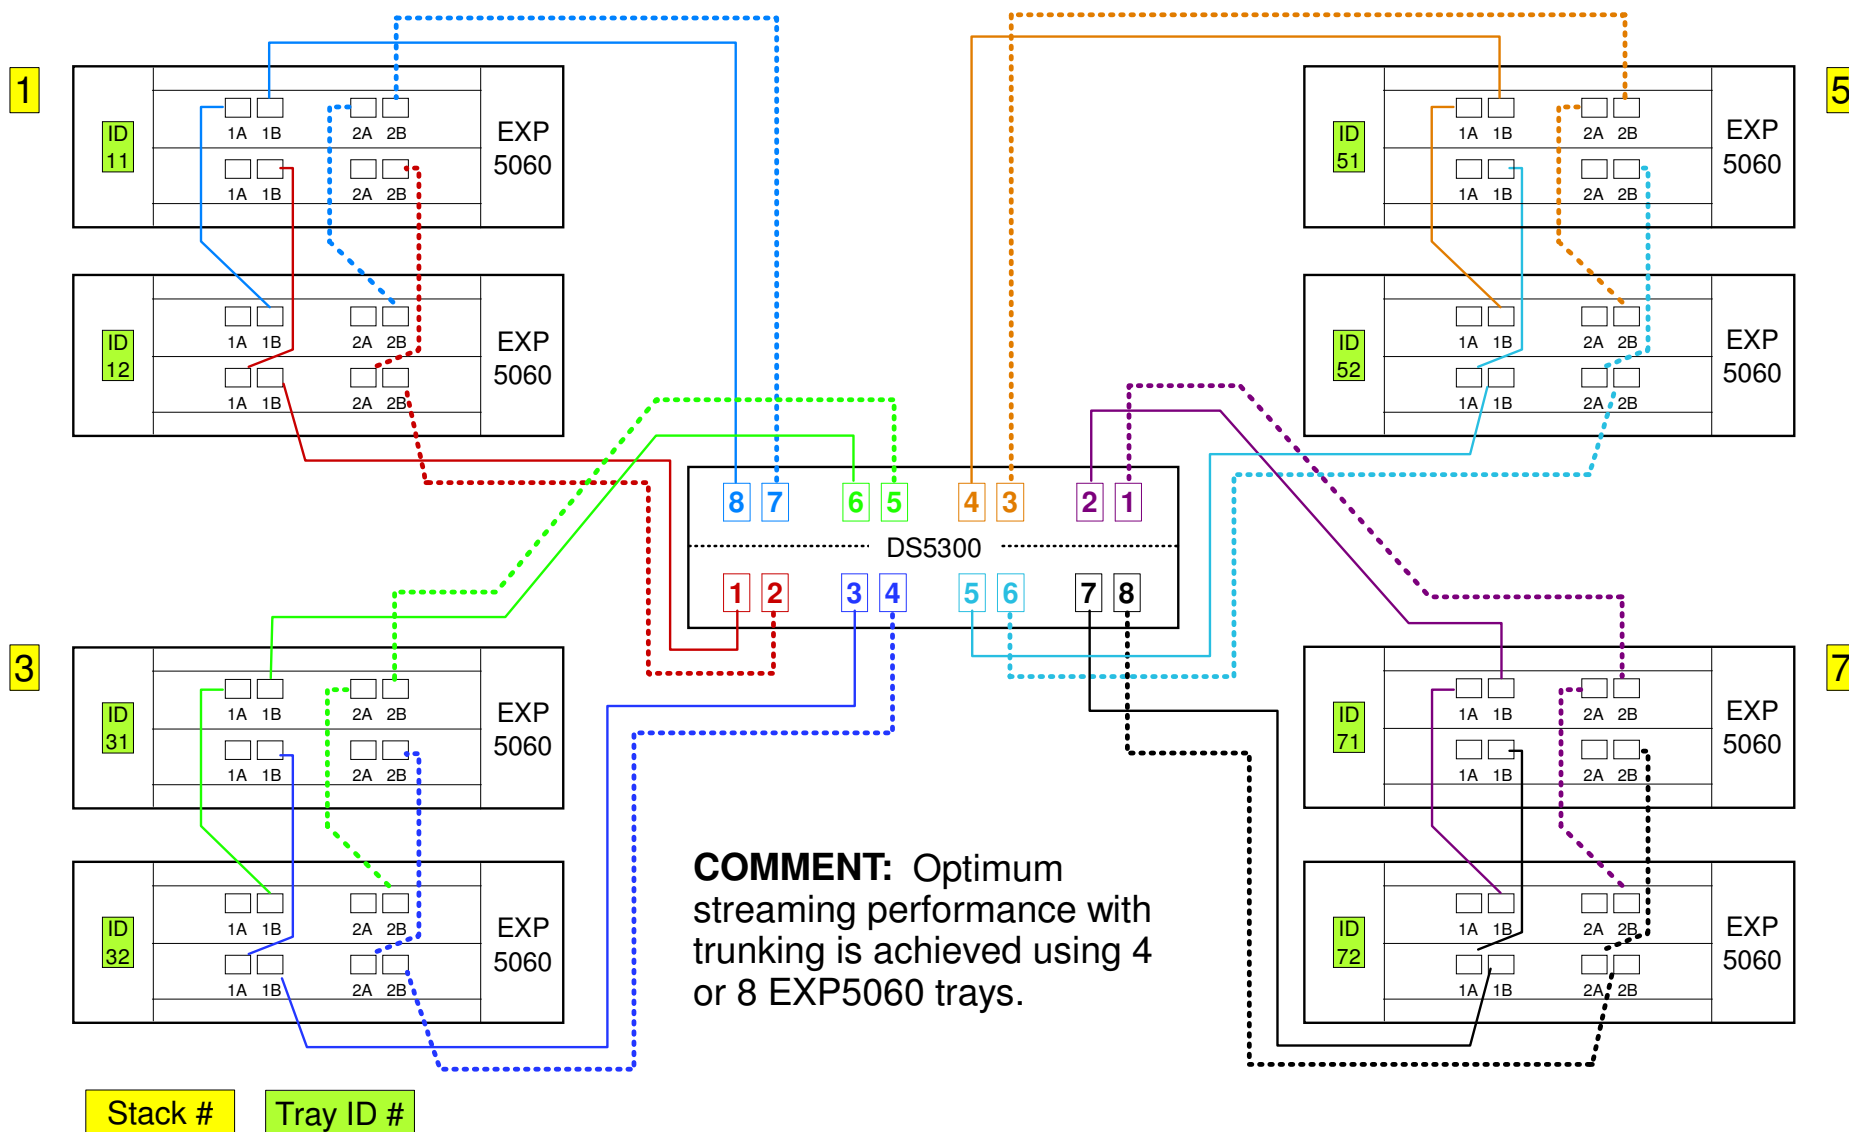 1
ID
11
1A 1B 2A 2B
1A 1B 2A 2B
EXP
5060
ID
12
1A 1B 2A 2B
1A 1B 2A 2B
EXP
5060
5
ID
51
1A 1B 2A 2B
1A 1B 2A 2B
EXP
5060
ID
52
1A 1B 2A 2B
1A 1B 2A 2B
EXP
5060
8 7 6 5 4 3 2 1
DS5300
1 2 3 4 5 6 7 8
3
ID
31
1A 1B 2A 2B
1A 1B 2A 2B
EXP
5060
ID
32
1A 1B 2A 2B
1A 1B 2A 2B
EXP
5060
7
ID
71
1A 1B 2A 2B
1A 1B 2A 2B
EXP
5060
ID
72
1A 1B 2A 2B
1A 1B 2A 2B
EXP
5060
COMMENT: Optimum
streaming performance with
trunking is achieved using 4
or 8 EXP5060 trays.
Stack # Tray ID #